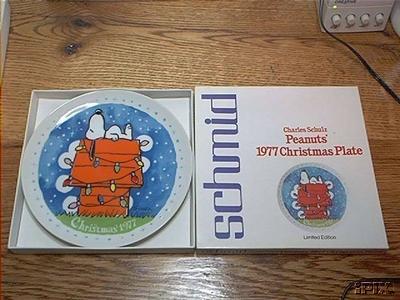 Christmas 1977
schmid
Charles Schulz
Peanuts'
1977 Christmas Plate
Limited Edition